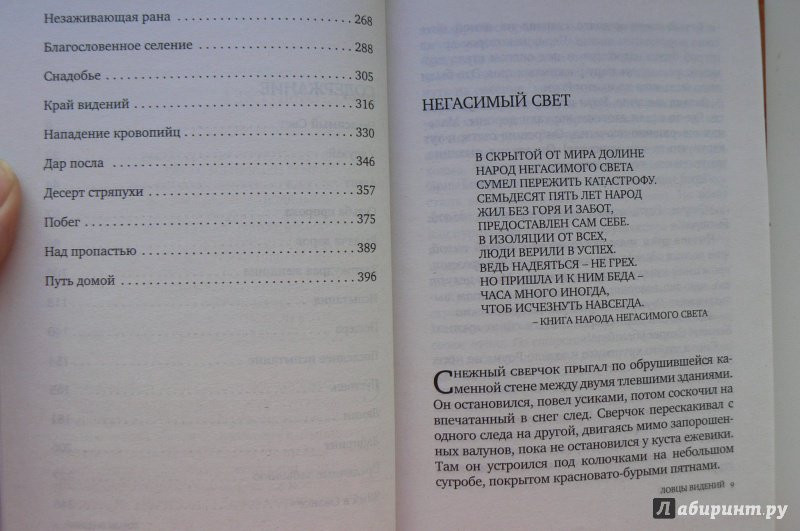 Незаживающая рана 268
Благословенное селение 288
Снадобье 305
Край видений 316
Нападение кровопийц 330
Дар посла 346
Десерт стряпухи 357
Побег 375
Над пропастью 389
Путь домой 396
НЕГАСИМЫЙ СВЕТ
В СКРЫТОЙ ОТ МИРА ДОЛИНЕ
НАРОД НЕГАСИМОГО СВЕТА
СУМЕЛ ПЕРЕЖИТЬ КАТАСТРОФУ.
СЕМЬДЕСЯТ ПЯТЬ ЛЕТ НАРОД
ЖИЛ БЕЗ ГОРЯ И ЗАБОТ,
ПРЕДОСТАВЛЕН САМ СЕБЕ.
В ИЗОЛЯЦИИ ОТ ВСЕХ,
ЛЮДИ ВЕРИЛИ В УСПЕХ.
ВЕДЬ НАДЕЯТЬСЯ – НЕ ГРЕХ.
НО ПРИШЛА И К НИМ БЕДА –
ЧАСА МНОГО ИНОГДА,
ЧТОБ ИСЧЕЗНУТЬ НАВСЕГДА.
– КНИГА НАРОДА НЕГАСИМОГО СВЕТА
СНЕЖНЫЙ СВЕРЧОК ПРЫГАЛ по обрушившейся ка-
менной стене между двумя тлевшими зданиями.
Он остановился, повел усиками, потом соскочил на
впечатанный в снег след. Сверчок перескакивал с
одного следа на другой, двигаясь мимо запорошен-
ных валунов, пока не остановился у куста ежевики.
Там он устроился под колючками на небольшом
сугробе, покрытом красновато-бурыми пятнами.
ЛОВЦЫ ВИДЕНИЙ 9
Лабиринт.ру